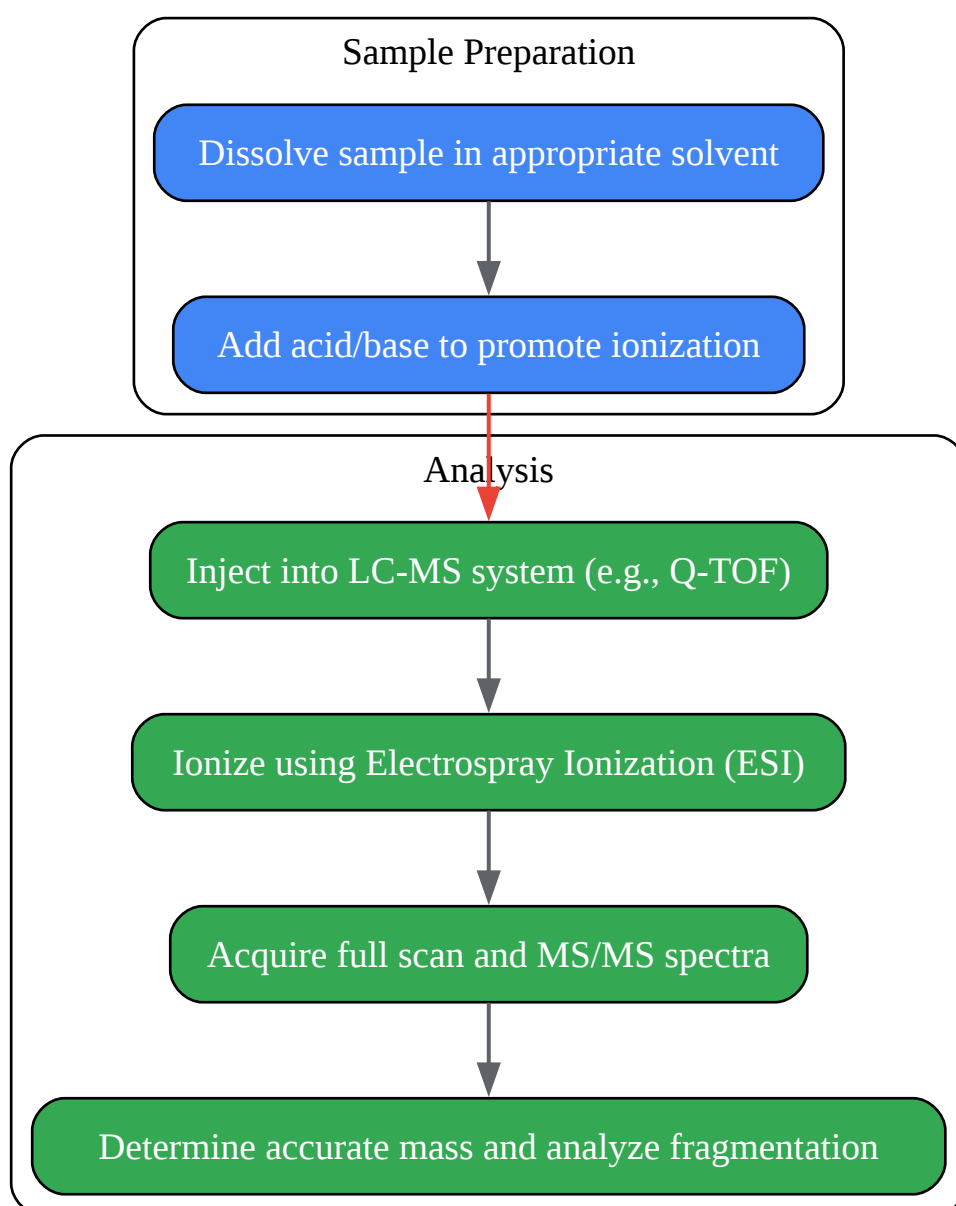 Sample Preparation
Dissolve sample in appropriate solvent
Add acid/base to promote ionization
Analysis
Inject into LC-MS system (e.g., Q-TOF)
Ionize using Electrospray Ionization (ESI)
Acquire full scan and MS/MS spectra
Determine accurate mass and analyze fragmentation